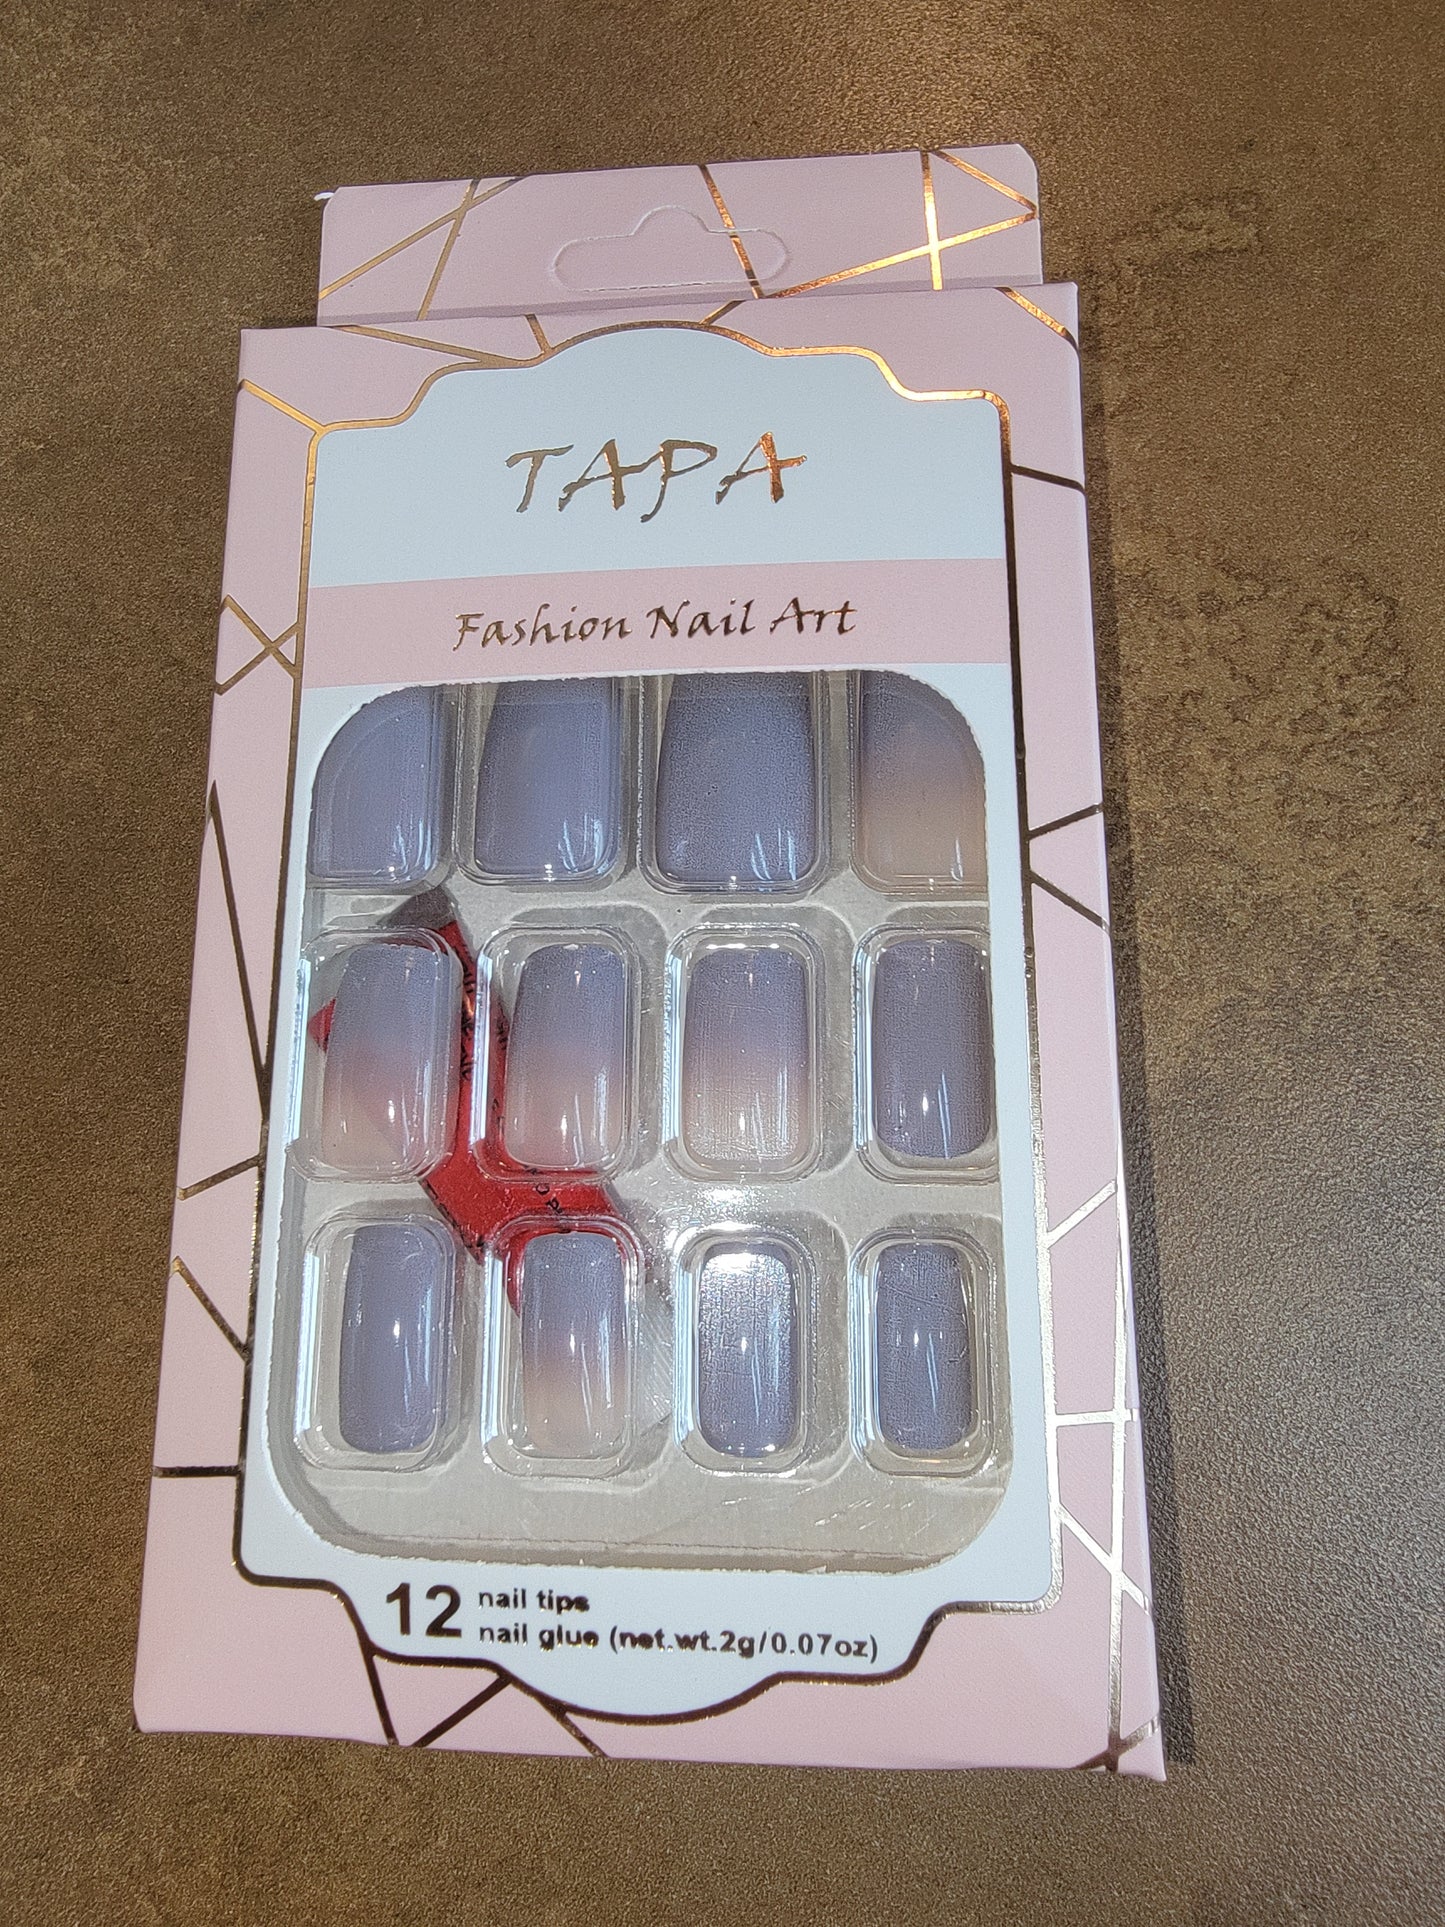 TAPA
Fashion Nail Art
12 nail tips
nail glue (net.wt.2g/0.07oz)